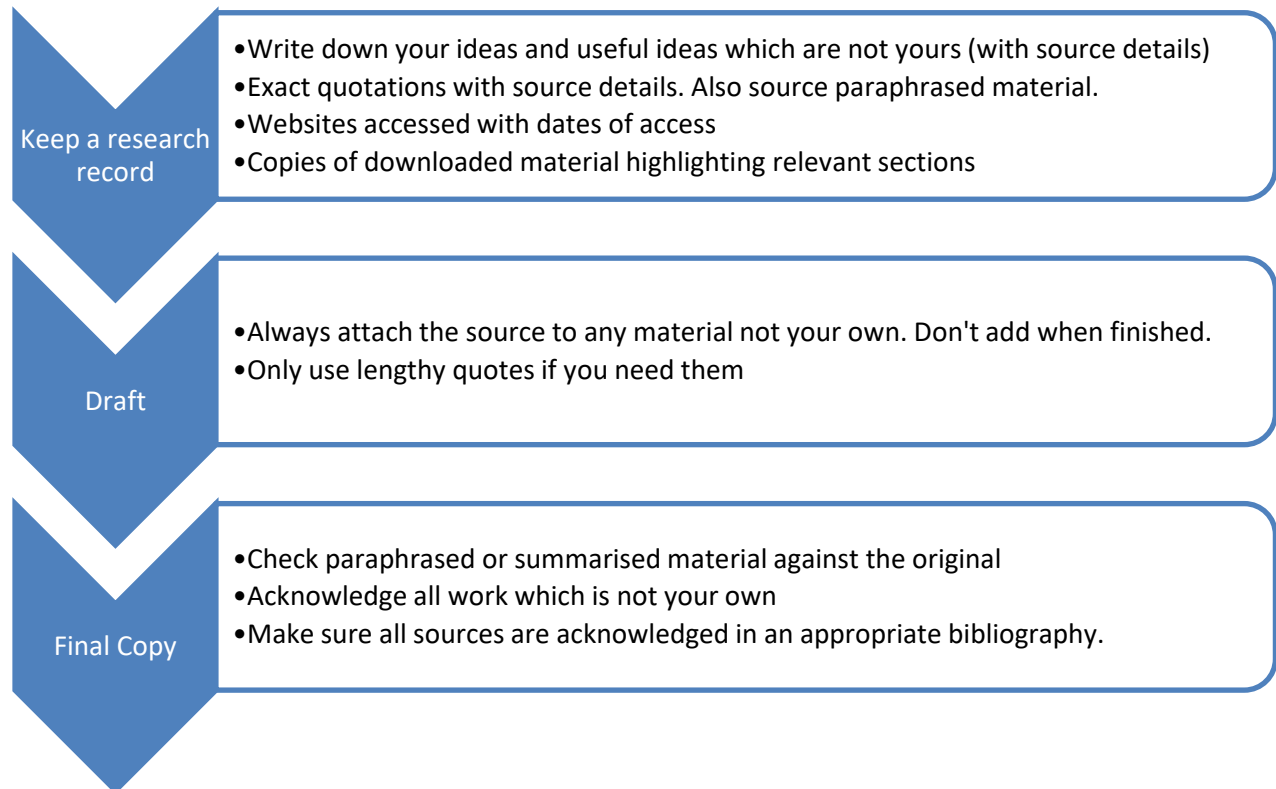 Keep a research
record
•Write down your ideas and useful ideas which are not yours (with source details)
•Exact quotations with source details. Also source paraphrased material.
•Websites accessed with dates of access
•Copies of downloaded material highlighting relevant sections
Draft
•Always attach the source to any material not your own. Don't add when finished.
•Only use lengthy quotes if you need them
Final Copy
•Check paraphrased or summarised material against the original
•Acknowledge all work which is not your own
•Make sure all sources are acknowledged in an appropriate bibliography.